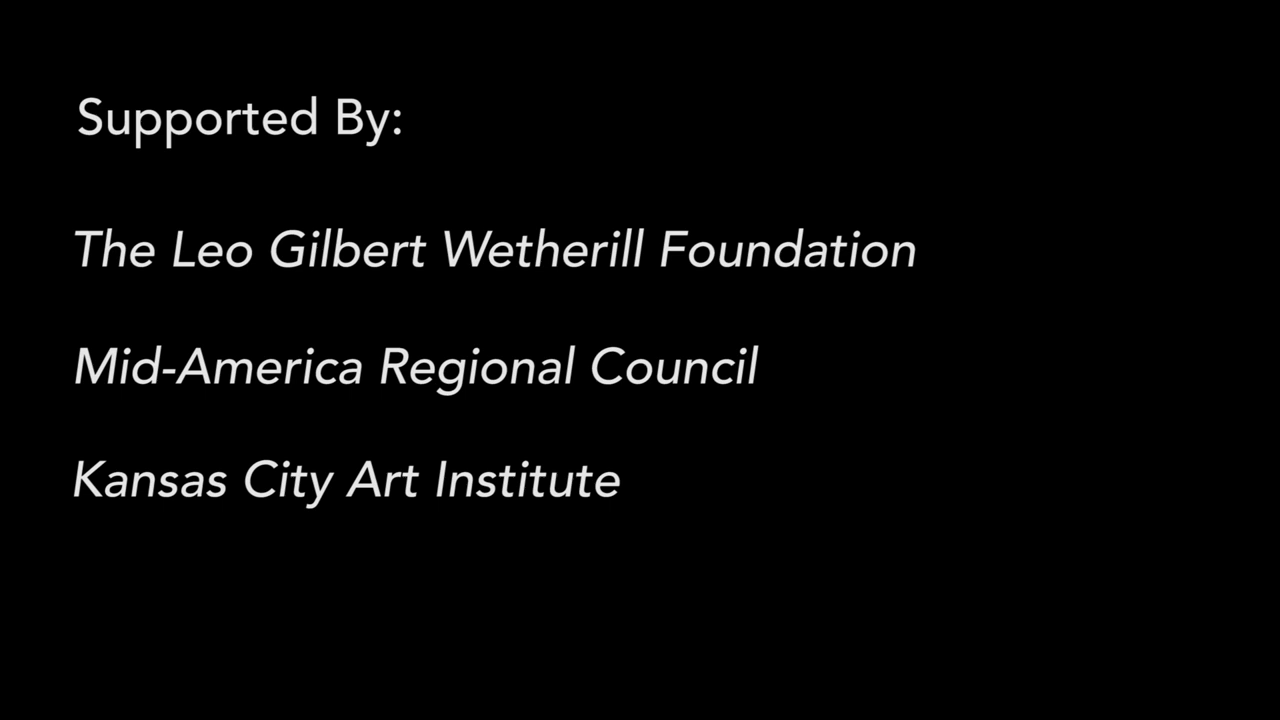 Supported By:
The Leo Gilbert Wetherill Foundation
Mid-America Regional Council
Kansas City Art Institute